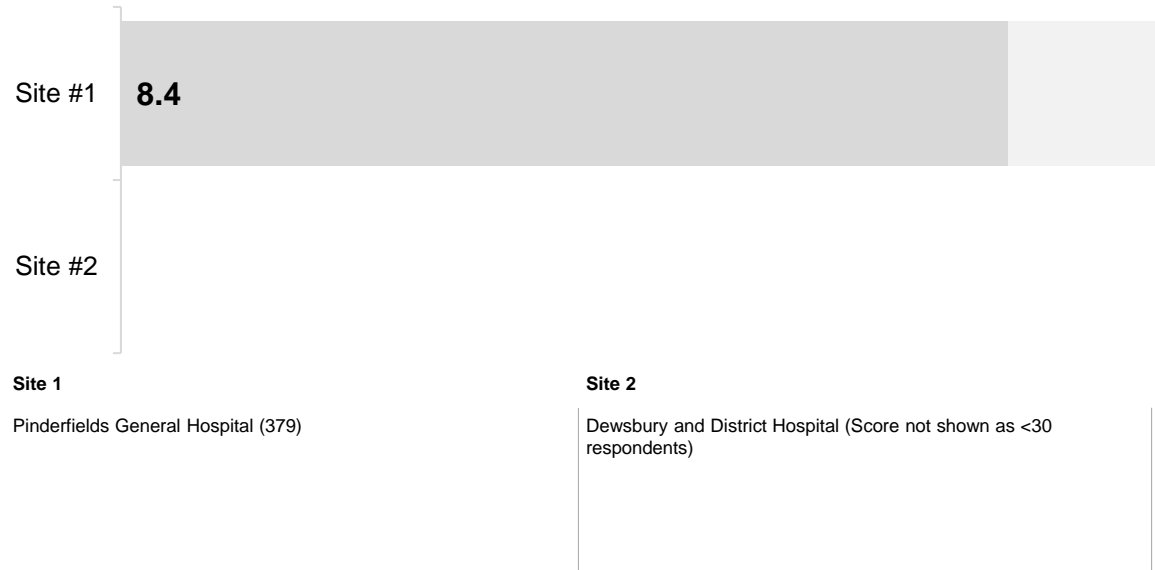 Site #1
8.4
Site #2
Site 1
Site 2
Pinderfields General Hospital (379)
Dewsbury and District Hospital (Score not shown as <30
respondents)